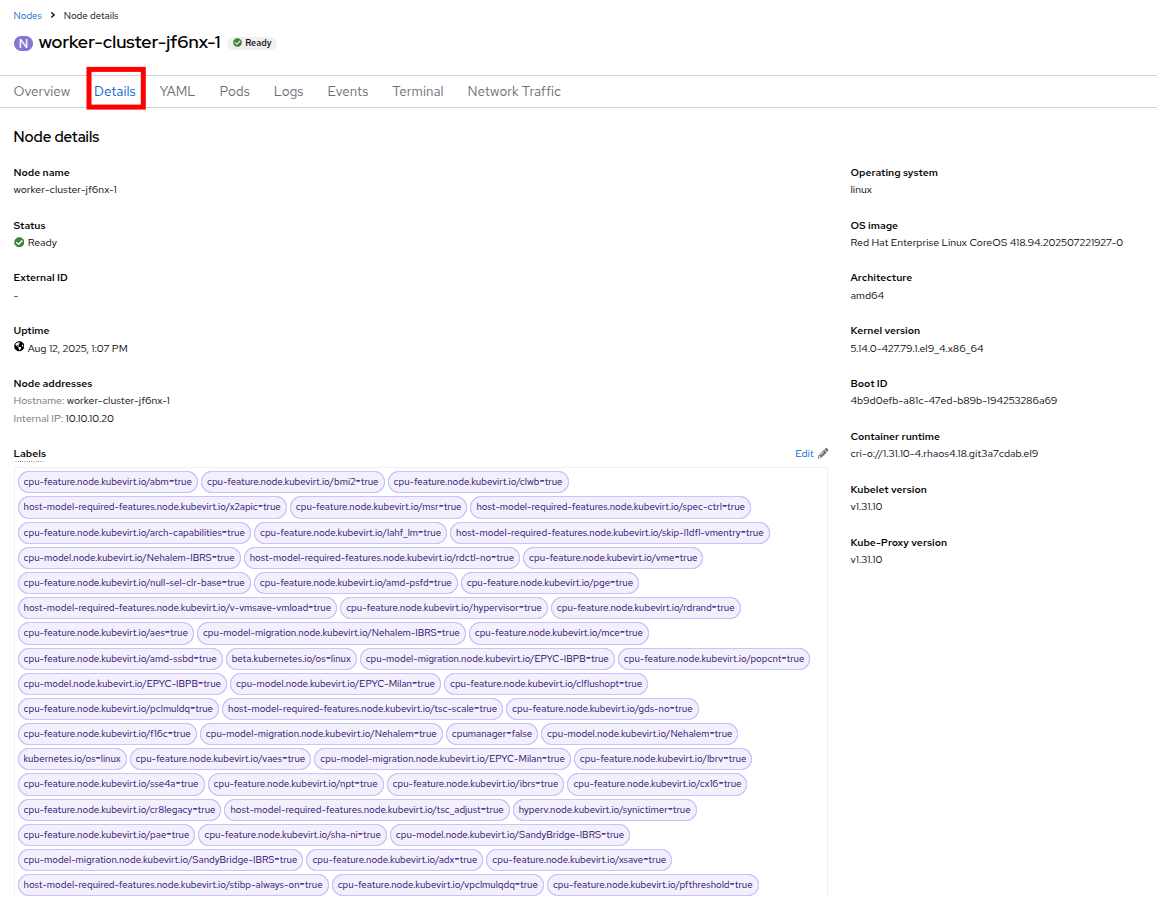 Nodes > Node details
N worker-cluster-jf6nx-1 Ready
Overview Details YAML Pods Logs Events Terminal Network Traffic
Node details
Node name
worker-cluster-jf6nx-1
Status
Ready
External ID
-
Uptime
Aug 12, 2025, 1:07 PM
Node addresses
Hostname: worker-cluster-jf6nx-1
Internal IP: 10.10.10.20
Operating system
linux
OS image
Red Hat Enterprise Linux CoreOS 418.94.202507221927-0
Architecture
amd64
Kernel version
5.14.0-427.79.1.el9_4.x86_64
Boot ID
4b9d0efb-a81c-47ed-b89b-194253286a69
Container runtime
cri-o://1.31.10-4.rhaos4.18.git3a7cdab.el9
Kubelet version
v1.31.10
Kube-Proxy version
v1.31.10
Labels Edit
cpu-feature.node.kubevirt.io/abm=true cpu-feature.node.kubevirt.io/bmi2=true cpu-feature.node.kubevirt.io/clwb=true
host-model-required-features.node.kubevirt.io/x2apic=true cpu-feature.node.kubevirt.io/msr=true host-model-required-features.node.kubevirt.io/spec-ctrl=true
cpu-feature.node.kubevirt.io/arch-capabilities=true cpu-feature.node.kubevirt.io/lahf_lm=true host-model-required-features.node.kubevirt.io/skip-l1dfl-vmentry=true
cpu-model.node.kubevirt.io/Nehalem-IBRS=true host-model-required-features.node.kubevirt.io/rdctl-no=true cpu-feature.node.kubevirt.io/vme=true
cpu-feature.node.kubevirt.io/null-sel-clr-base=true cpu-feature.node.kubevirt.io/amd-psfd=true cpu-feature.node.kubevirt.io/pge=true
host-model-required-features.node.kubevirt.io/v-vmsave-vmload=true cpu-feature.node.kubevirt.io/hypervisor=true cpu-feature.node.kubevirt.io/rdrand=true
cpu-feature.node.kubevirt.io/aes=true cpu-model-migration.node.kubevirt.io/Nehalem-IBRS=true cpu-feature.node.kubevirt.io/mce=true
cpu-feature.node.kubevirt.io/amd-ssbd=true beta.kubernetes.io/os=linux cpu-model-migration.node.kubevirt.io/EPYC-IBPB=true cpu-feature.node.kubevirt.io/popcnt=true
cpu-model.node.kubevirt.io/EPYC-IBPB=true cpu-model.node.kubevirt.io/EPYC-Milan=true cpu-feature.node.kubevirt.io/clflushopt=true
cpu-feature.node.kubevirt.io/pclmuldq=true host-model-required-features.node.kubevirt.io/tsc-scale=true cpu-feature.node.kubevirt.io/gds-no=true
cpu-feature.node.kubevirt.io/f16c=true cpu-model-migration.node.kubevirt.io/Nehalem=true cpumanager=false cpu-model.node.kubevirt.io/Nehalem=true
kubernetes.io/os=linux cpu-feature.node.kubevirt.io/vaes=true cpu-model-migration.node.kubevirt.io/EPYC-Milan=true cpu-feature.node.kubevirt.io/lbrv=true
cpu-feature.node.kubevirt.io/sse4a=true cpu-feature.node.kubevirt.io/npt=true cpu-feature.node.kubevirt.io/ibrs=true cpu-feature.node.kubevirt.io/cx16=true
cpu-feature.node.kubevirt.io/cr8legacy=true host-model-required-features.node.kubevirt.io/tsc_adjust=true hyperv.node.kubevirt.io/synictimer=true
cpu-feature.node.kubevirt.io/pae=true cpu-feature.node.kubevirt.io/sha-ni=true cpu-model.node.kubevirt.io/SandyBridge-IBRS=true
cpu-model-migration.node.kubevirt.io/SandyBridge-IBRS=true cpu-feature.node.kubevirt.io/adx=true cpu-feature.node.kubevirt.io/xsave=true
host-model-required-features.node.kubevirt.io/stibp-always-on=true cpu-feature.node.kubevirt.io/vpclmulqdq=true cpu-feature.node.kubevirt.io/pfthreshold=true